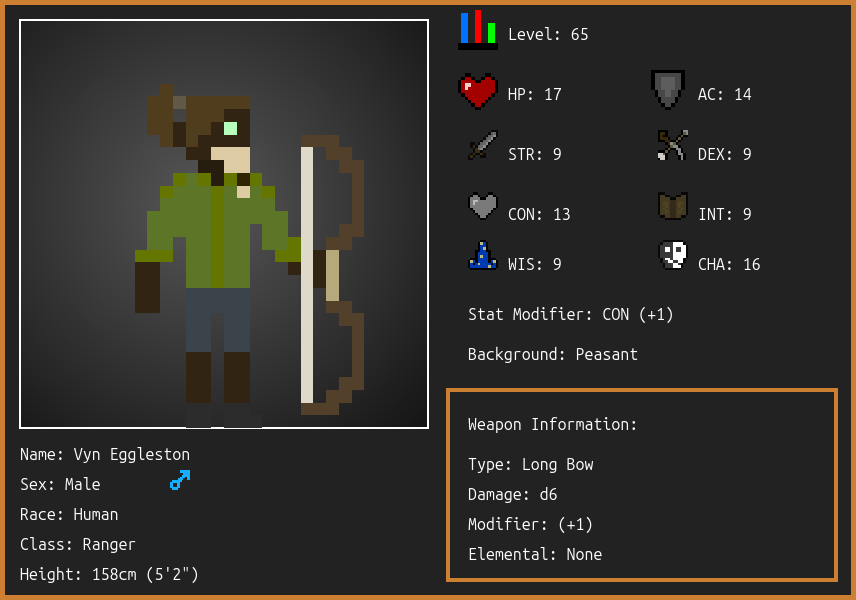 Level: 65
HP: 17
AC: 14
STR: 9
DEX: 9
CON: 13
INT: 9
WIS: 9
CHA: 16
Stat Modifier: CON (+1)
Background: Peasant
Weapon Information:
Type: Long Bow
Damage: d6
Modifier: (+1)
Elemental: None
Name: Vyn Eggleston
Sex: Male
Race: Human
Class: Ranger
Height: 158cm (5'2")